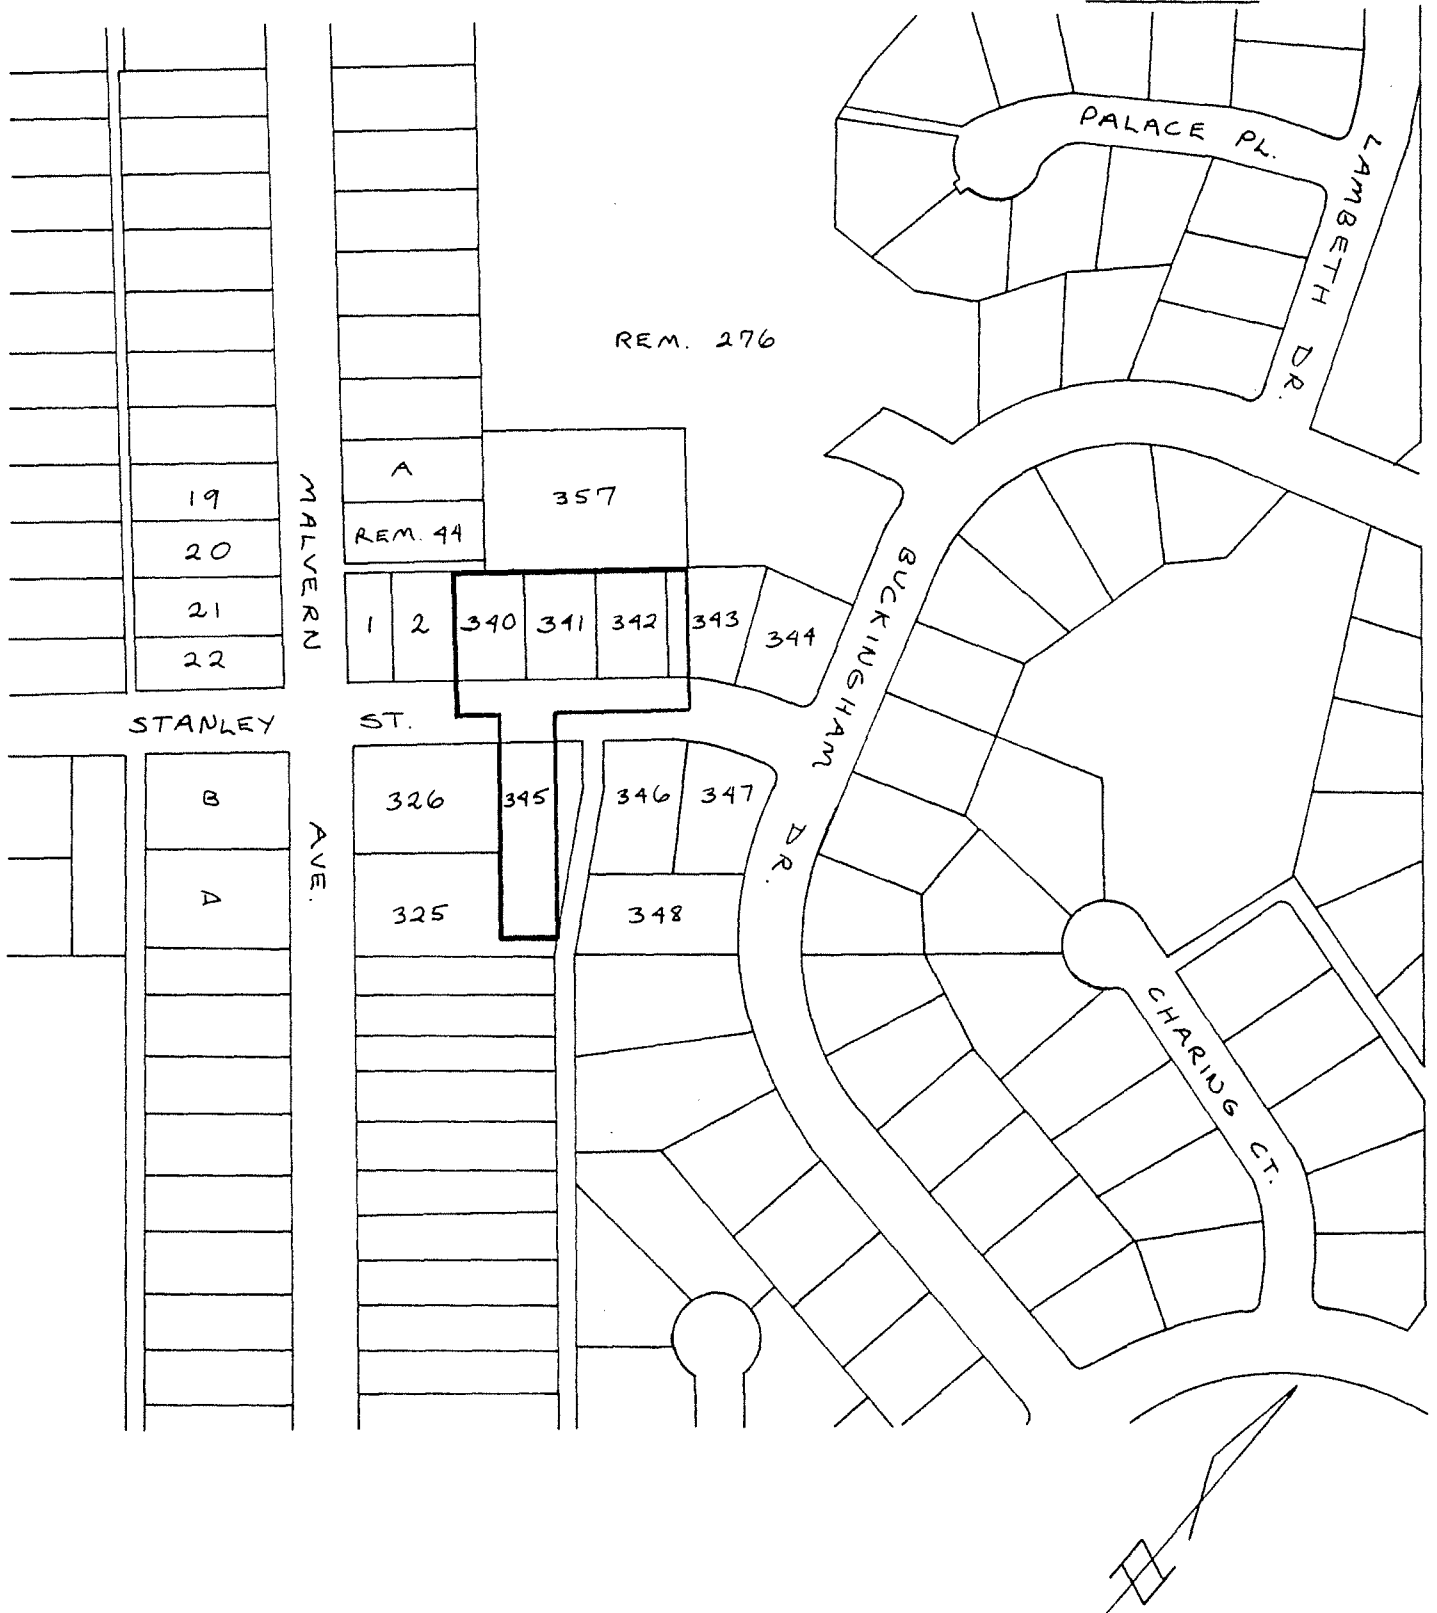 PALACE PL.
LAMBETH DR.
REM. 276
A
357
19
REM. 44
20
MALVERN
21
1
2
340
341
342
343
344
22
BUCKINGHAM
STANLEY
ST.
B
326
345
346
347
DR.
AVE.
D
325
348
CHARING CT.